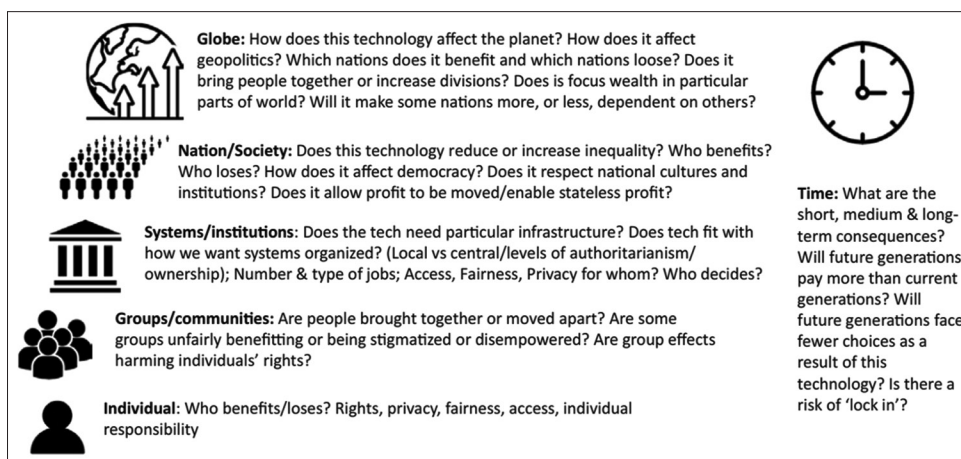 Globe: How does this technology affect the planet? How does it affect
geopolitics? Which nations does it benefit and which nations loose? Does it
bring people together or increase divisions? Does is focus wealth in particular
parts of world? Will it make some nations more, or less, dependent on others?
Nation/Society: Does this technology reduce or increase inequality? Who benefits?
Who loses? How does it affect democracy? Does it respect national cultures and
institutions? Does it allow profit to be moved/enable stateless profit?
Systems/institutions: Does the tech need particular infrastructure? Does tech fit with
how we want systems organized? (Local vs central/levels of authoritarianism/
ownership); Number & type of jobs; Access, Fairness, Privacy for whom? Who decides?
Groups/communities: Are people brought together or moved apart? Are some
groups unfairly benefitting or being stigmatized or disempowered? Are group effects
harming individuals' rights?
Individual: Who benefits/loses? Rights, privacy, fairness, access, individual
responsibility
Time: What are the
short, medium & long-
term consequences?
Will future generations
pay more than current
generations? Will
future generations face
fewer choices as a
result of this
technology? Is there a
risk of 'lock in'?